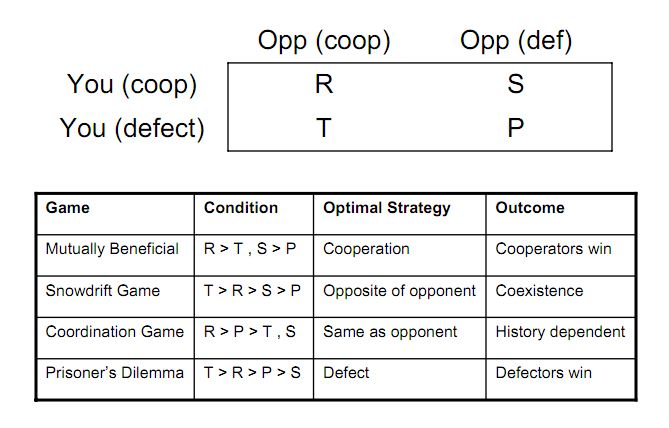 Opp (coop) Opp (def)
You (coop) R S
You (defect) T P
Game Condition Optimal Strategy Outcome
Mutually Beneficial R > T , S > P Cooperation Cooperators win
Snowdrift Game T > R > S > P Opposite of opponent Coexistence
Coordination Game R > P > T , S Same as opponent History dependent
Prisoner's Dilemma T > R > P > S Defect Defectors win